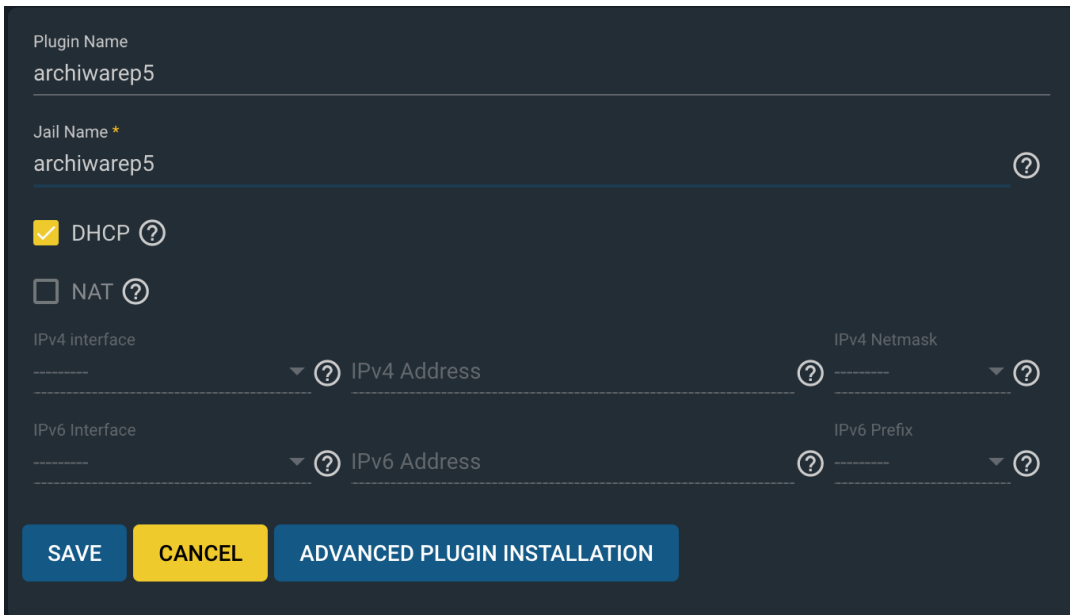 Plugin Name
archiwarep5
Jail Name *
archiwarep5
DHCP
NAT
IPv4 interface
IPv4 Netmask
---------
IPv4 Address
---------
IPv6 Interface
IPv6 Prefix
---------
IPv6 Address
---------
SAVE CANCEL ADVANCED PLUGIN INSTALLATION